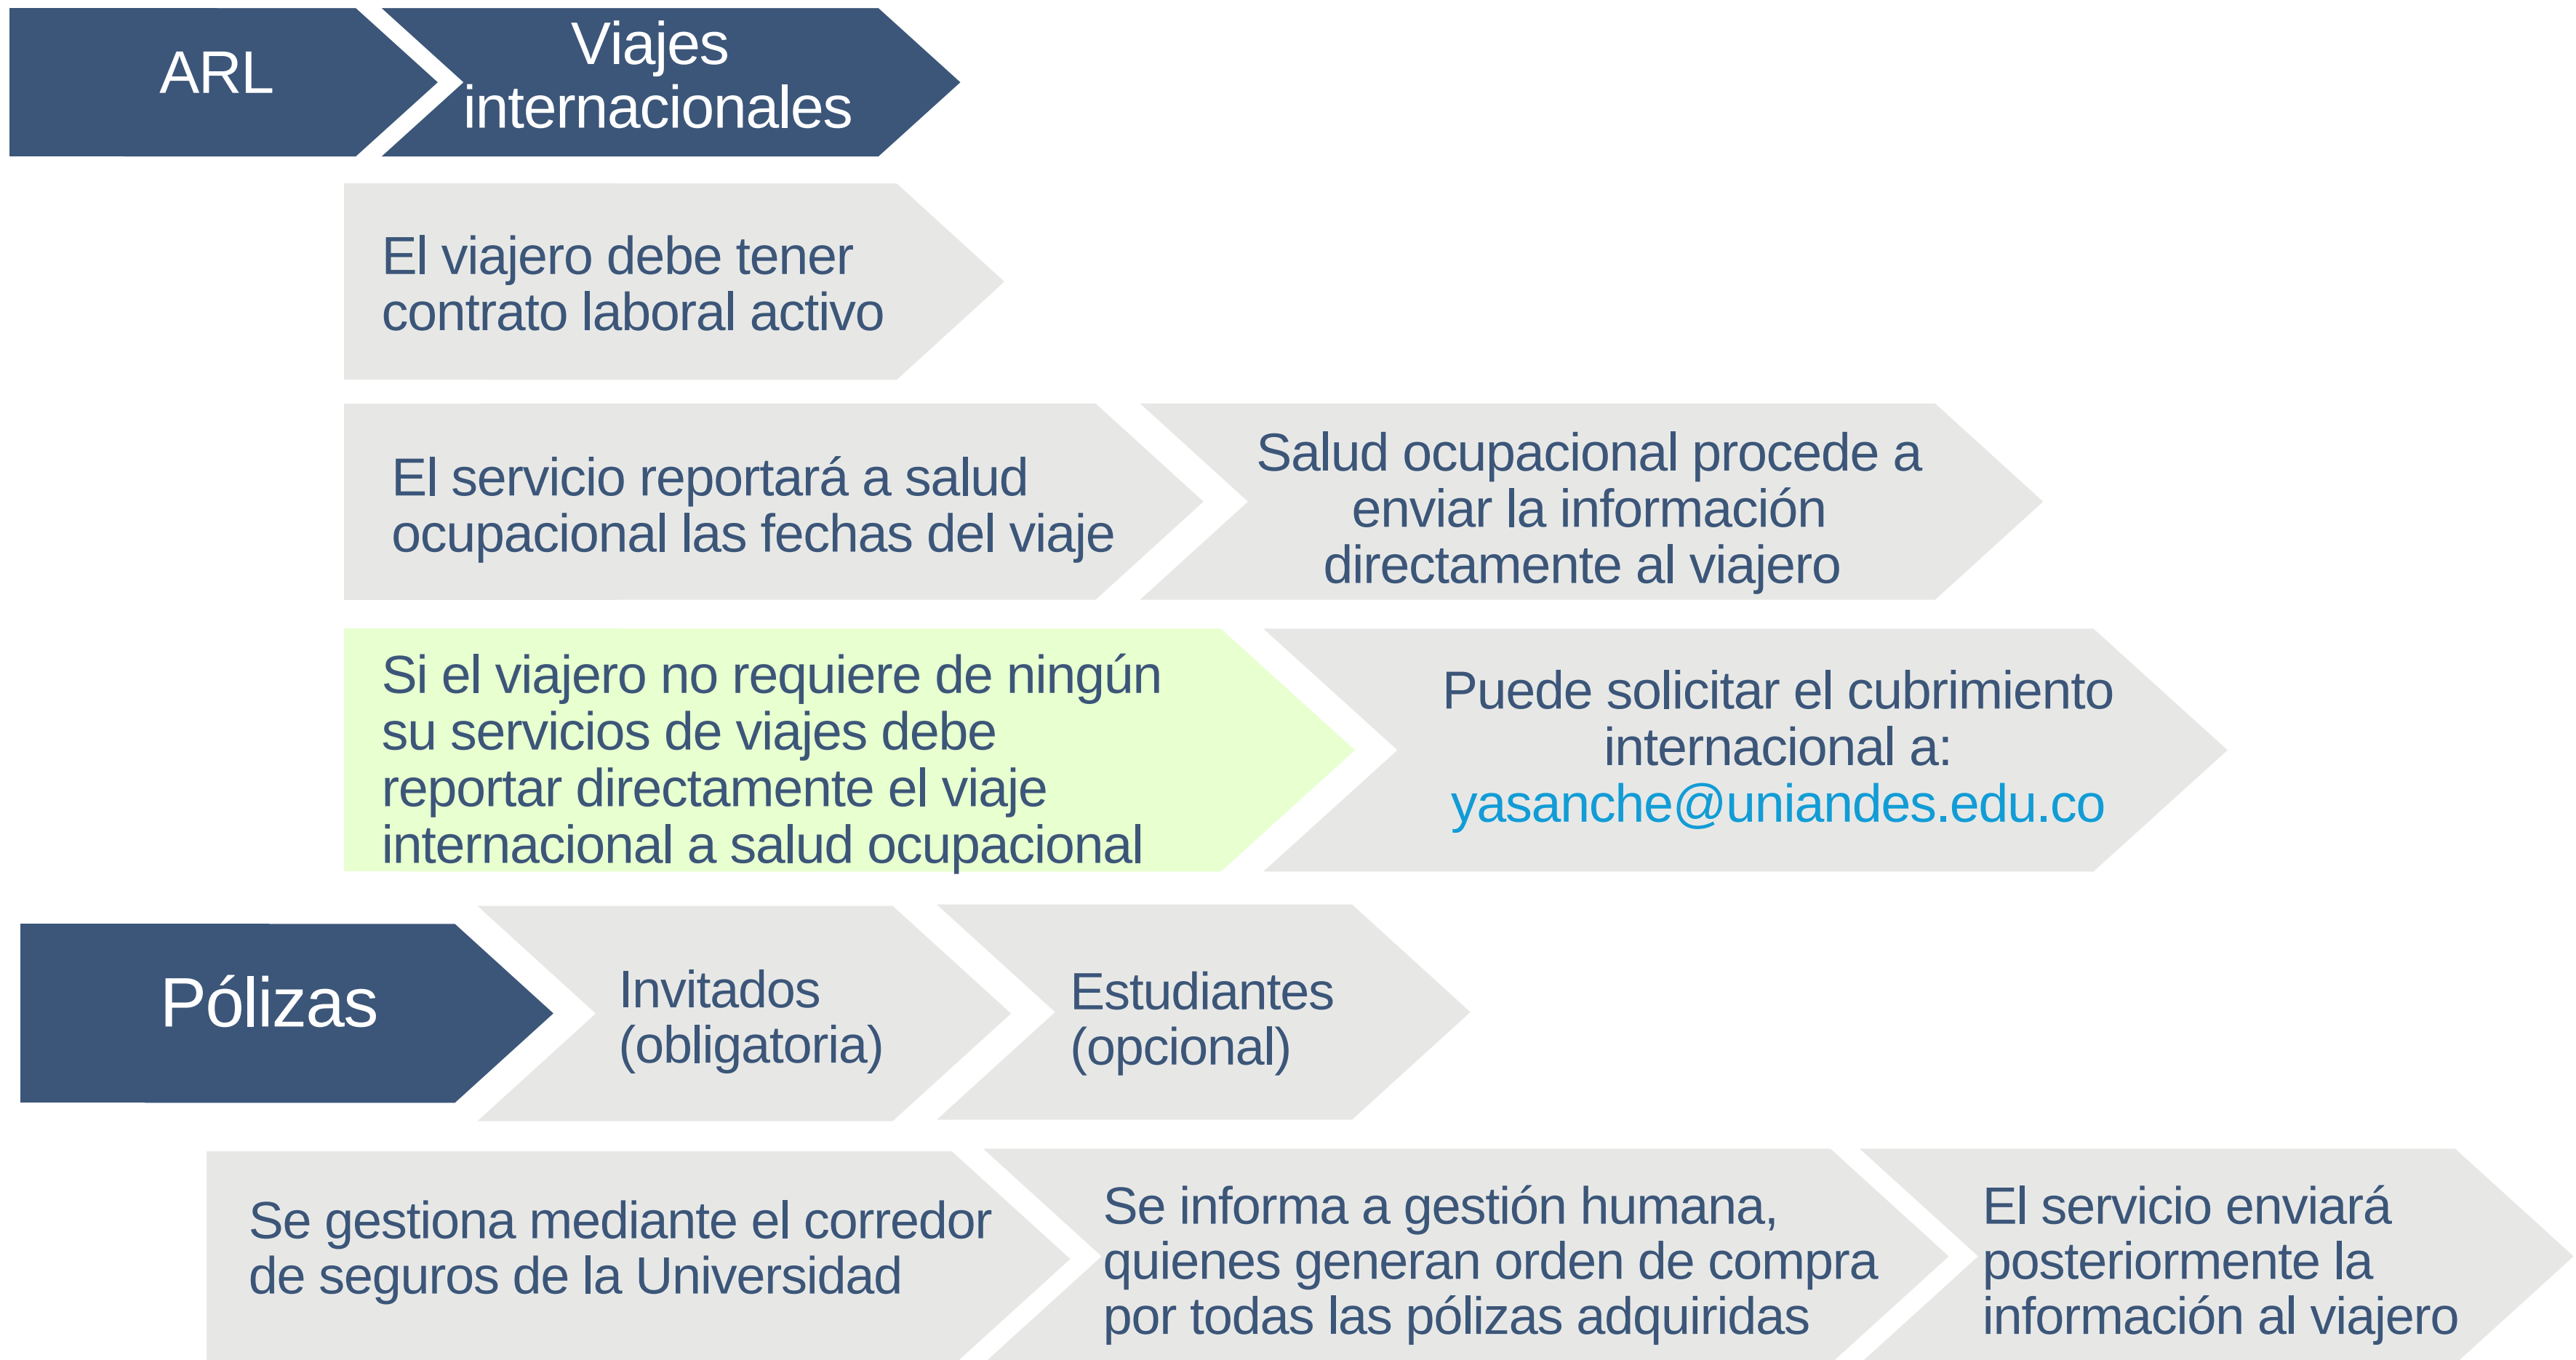 ARL
Viajes
internacionales
El viajero debe tener
contrato laboral activo
El servicio reportará a salud
ocupacional las fechas del viaje
Salud ocupacional procede a
enviar la información
directamente al viajero
Si el viajero no requiere de ningún
su servicios de viajes debe
reportar directamente el viaje
internacional a salud ocupacional
Puede solicitar el cubrimiento
internacional a:
yasanche@uniandes.edu.co
Pólizas
Invitados
(obligatoria)
Estudiantes
(opcional)
Se gestiona mediante el corredor
de seguros de la Universidad
Se informa a gestión humana,
quienes generan orden de compra
por todas las pólizas adquiridas
El servicio enviará
posteriormente la
información al viajero